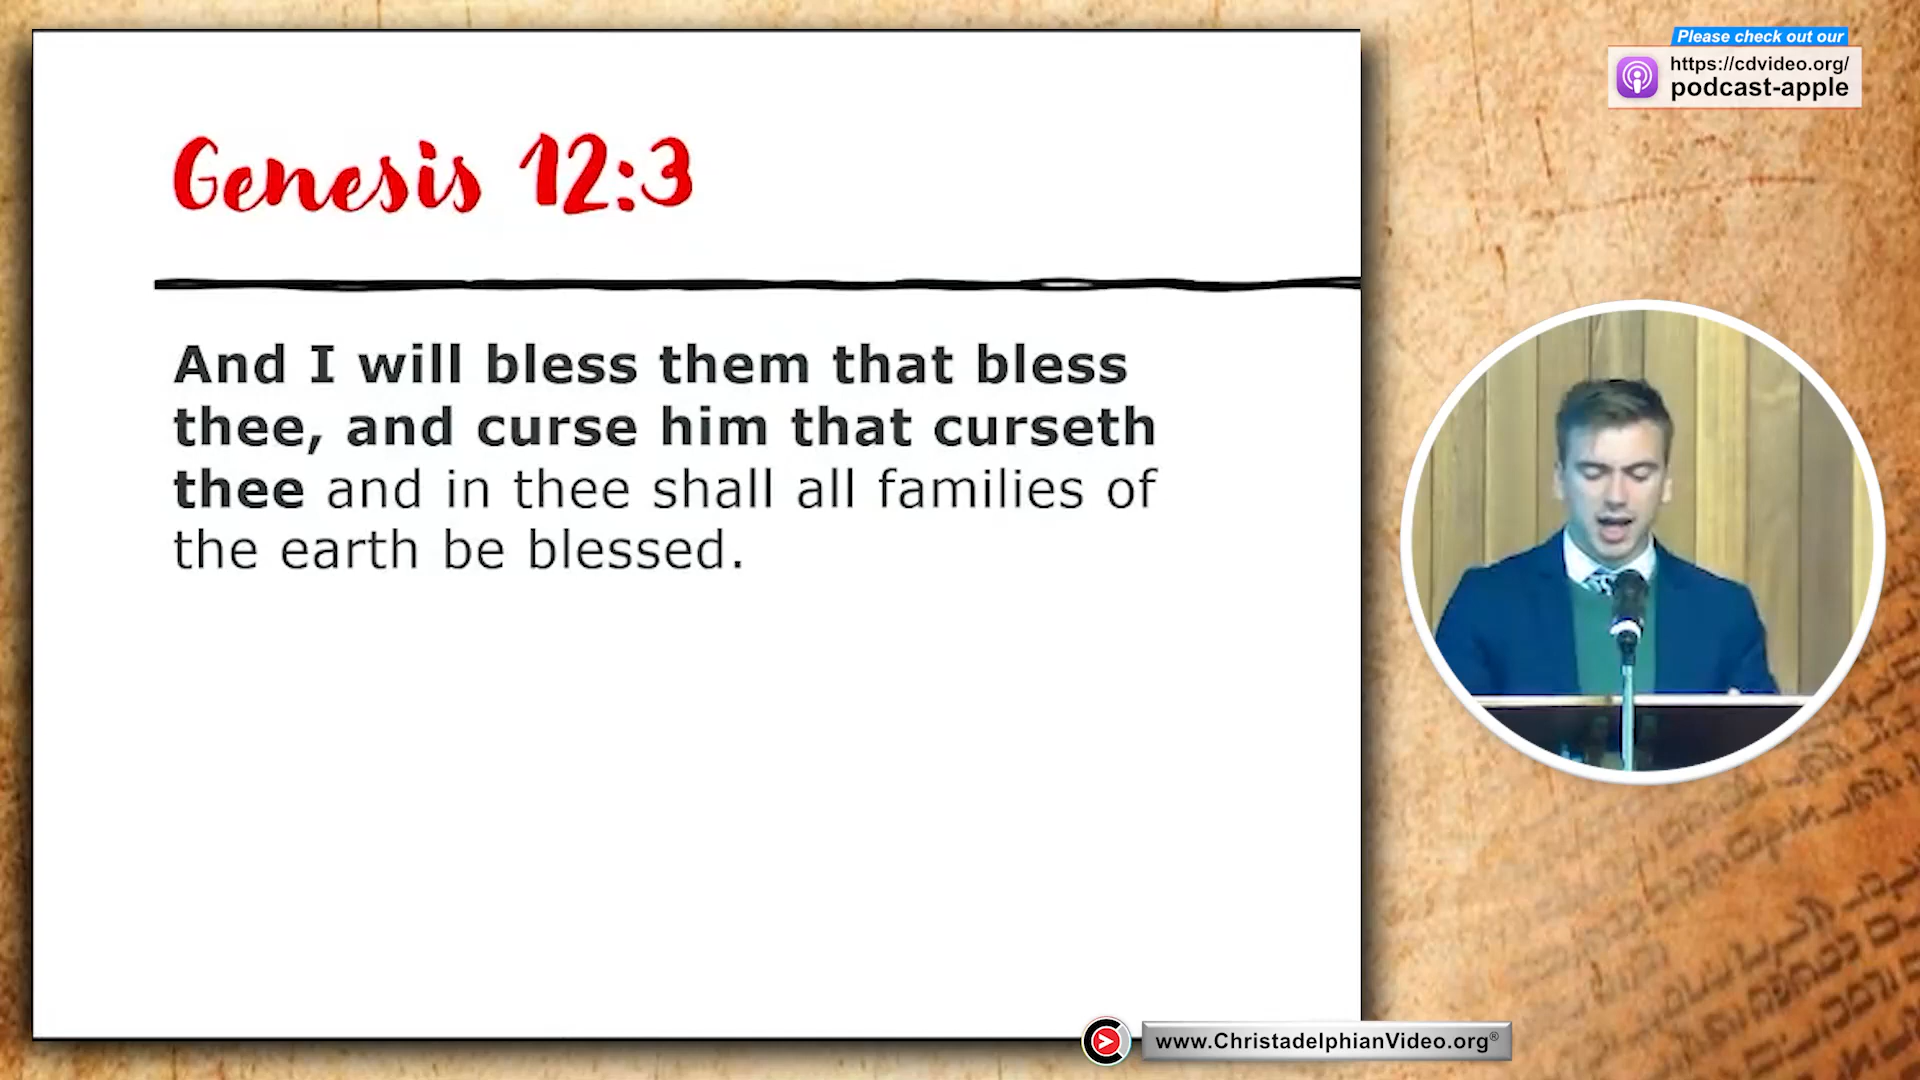 Genesis 12:3
And I will bless them that bless
thee, and curse him that curseth
thee and in thee shall all families of
the earth be blessed.
Please check out our
https://cdvideo.org/
podcast-apple
www.ChristadelphianVideo.org®